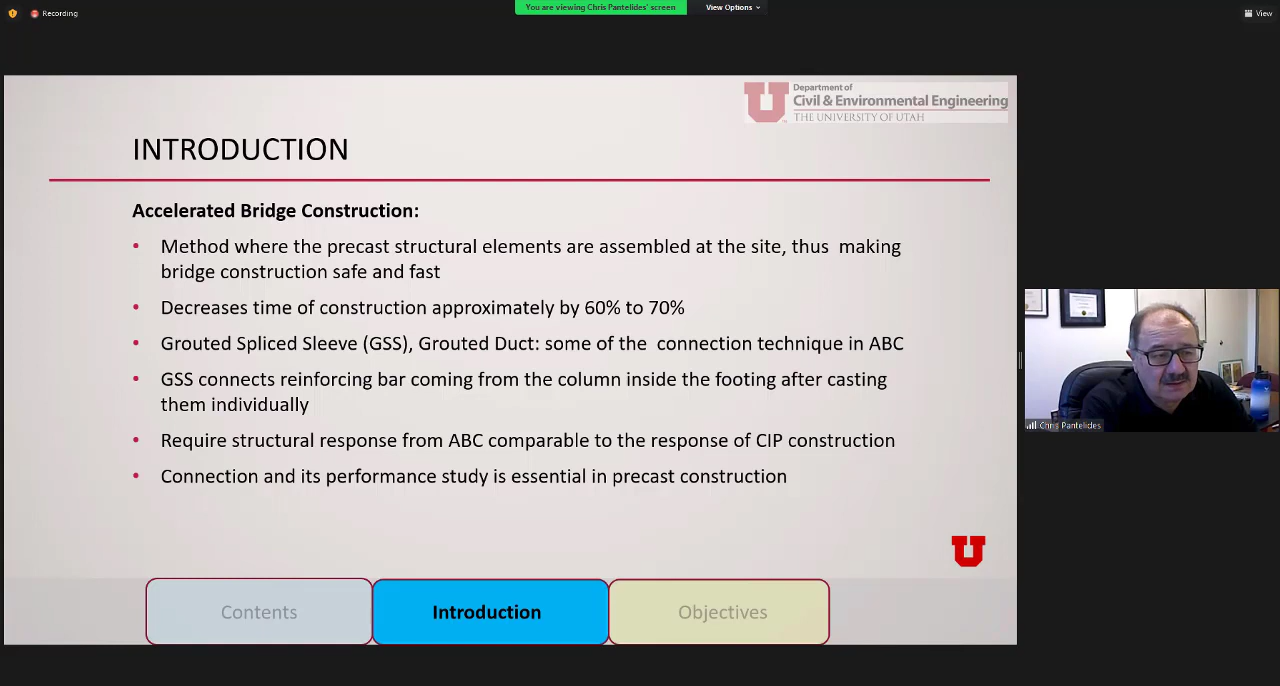 Recording
You are viewing Chris Pantelides' screen
View Options
View
Department of
Civil & Environmental Engineering
THE UNIVERSITY OF UTAH
INTRODUCTION
Accelerated Bridge Construction:
• Method where the precast structural elements are assembled at the site, thus making
bridge construction safe and fast
• Decreases time of construction approximately by 60% to 70%
• Grouted Spliced Sleeve (GSS), Grouted Duct: some of the connection technique in ABC
• GSS connects reinforcing bar coming from the column inside the footing after casting
them individually
• Require structural response from ABC comparable to the response of CIP construction
• Connection and its performance study is essential in precast construction
Chris Pantelides
Contents
Introduction
Objectives